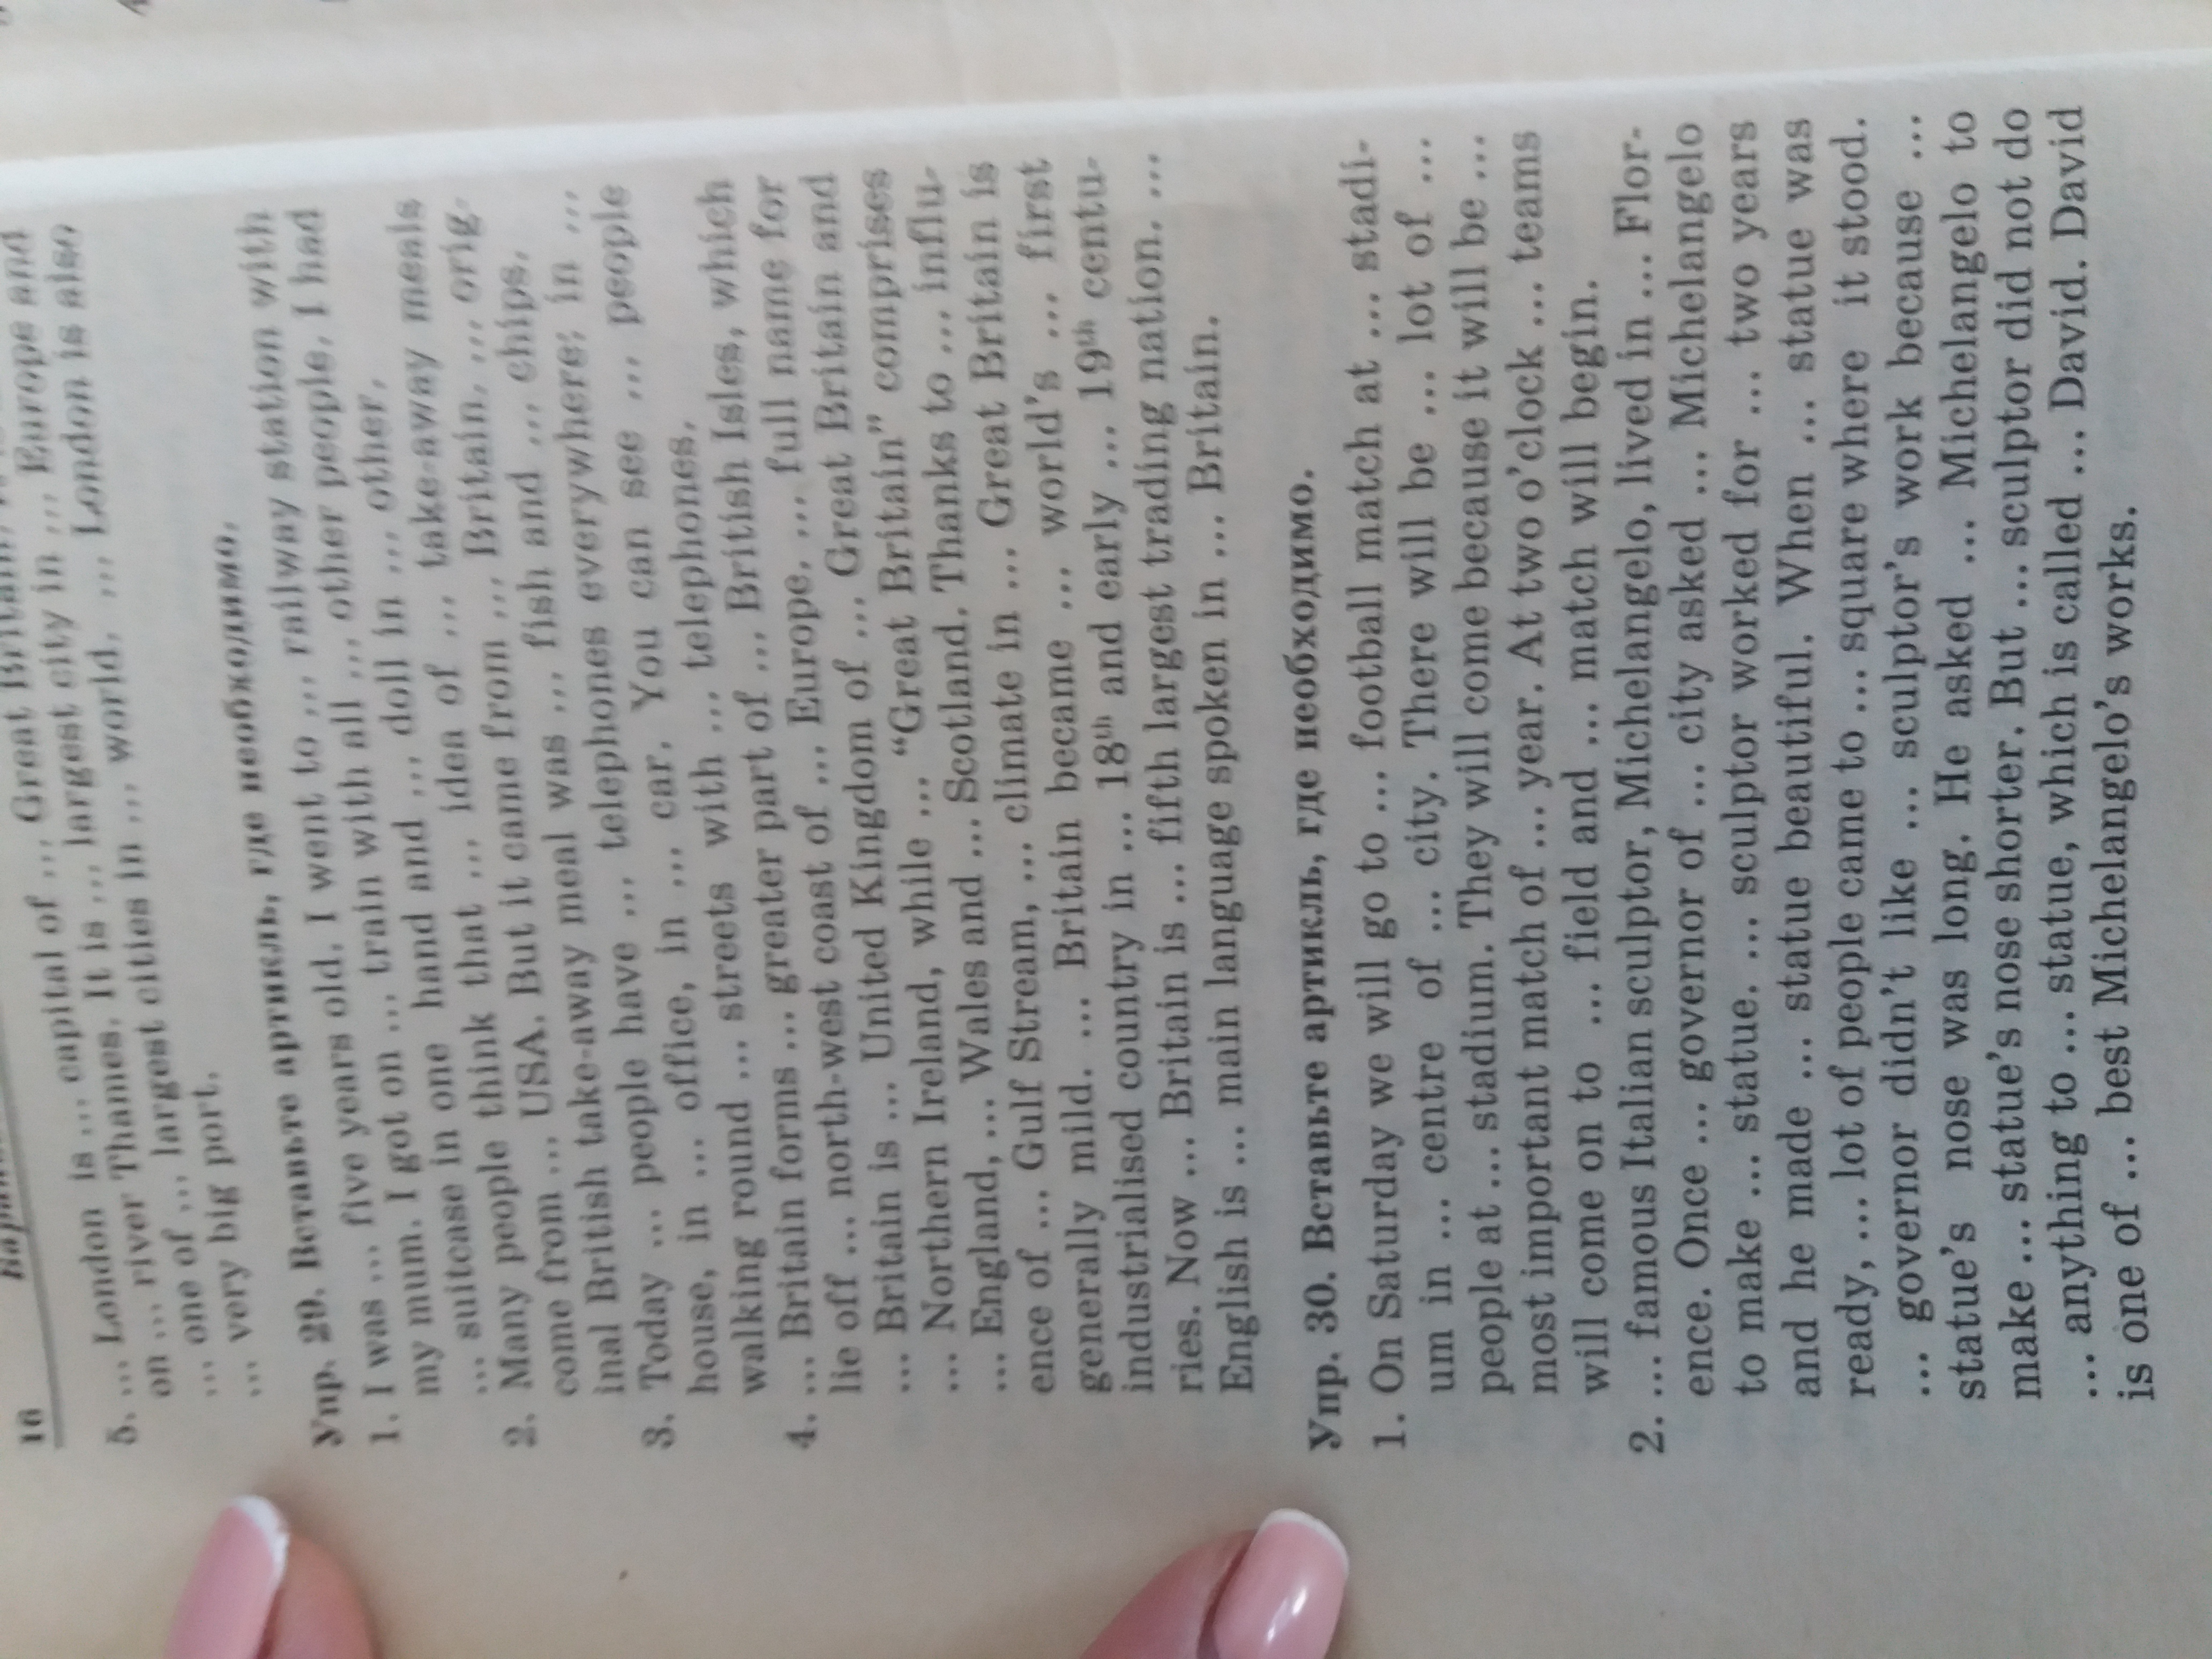 16
5. ... London is ... capital of ... Great Britain,
on ... river Thames. It is ... largest city in ... Europe and
... one of ... largest cities in ... world. ... London is also
... very big port.
Упр. 29. Вставьте артикль, где необходимо.
1. I was ... five years old. I went to ... railway station with
my mum. I got on ... train with all ... other people. I had
... suitcase in one hand and ... doll in ... other.
2. Many people think that ... idea of ... take-away meals
come from ... USA. But it came from ... Britain. ... orig-
inal British take-away meal was ... fish and ... chips.
3. Today ... people have ... telephones everywhere: in ...
house, in ... office, in ... car. You can see ... people
walking round ... streets with ... telephones.
4. ... Britain forms ... greater part of ... British Isles, which
lie off ... north-west coast of ... Europe. ... full name for
... Britain is ... United Kingdom of ... Great Britain and
... Northern Ireland, while ... “Great Britain” comprises
... England, ... Wales and ... Scotland. Thanks to ... influ-
ence of ... Gulf Stream, ... climate in ... Great Britain is
generally mild. ... Britain became ... world's ... first
industrialised country in ... 18th and early ... 19th centu-
ries. Now ... Britain is ... fifth largest trading nation. ...
English is ... main language spoken in ... Britain.
Упр. 30. Вставьте артикль, где необходимо.
1. On Saturday we will go to ... football match at ... stadi-
um in ... centre of ... city. There will be ... lot of ...
people at ... stadium. They will come because it will be ...
most important match of ... year. At two o'clock ... teams
will come on to ... field and ... match will begin.
2. ... famous Italian sculptor, Michelangelo, lived in ... Flor-
ence. Once ... governor of ... city asked ... Michelangelo
to make ... statue. ... sculptor worked for ... two years
and he made ... statue beautiful. When ... statue was
ready, ... lot of people came to ... square where it stood.
... governor didn't like ... sculptor's work because ...
statue's nose was long. He asked ... Michelangelo to
make ... statue's nose shorter. But ... sculptor did not do
... anything to ... statue, which is called ... David. David
is one of ... best Michelangelo's works.